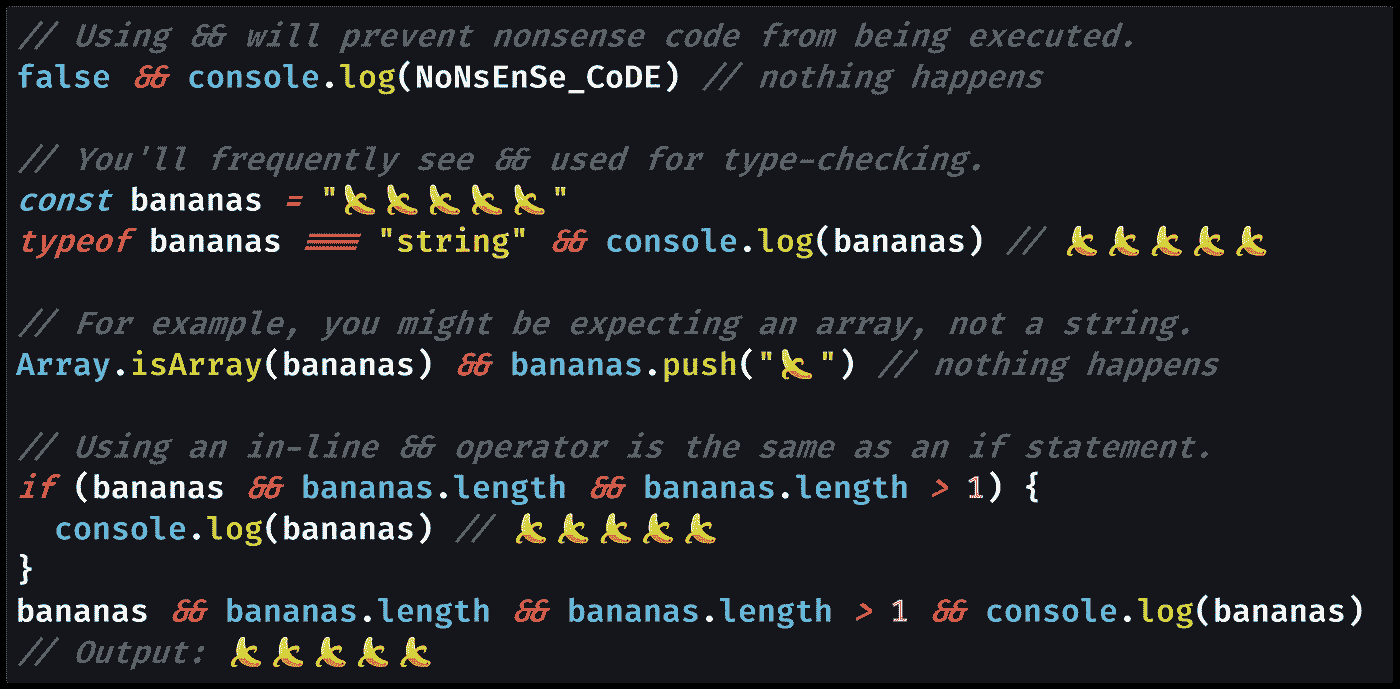 // Using && will prevent nonsense code from being executed.
false && console.log(NoNsEnSe_CoDE) // nothing happens
// You'll frequently see && used for type-checking.
const bananas = "🍌🍌🍌🍌🍌"
typeof bananas === "string" && console.log(bananas) // 🍌🍌🍌🍌🍌
// For example, you might be expecting an array, not a string.
Array.isArray(bananas) && bananas.push("🍌") // nothing happens
// Using an in-line && operator is the same as an if statement.
if (bananas && bananas.length && bananas.length > 1) {
  console.log(bananas) // 🍌🍌🍌🍌🍌
}
bananas && bananas.length && bananas.length > 1 && console.log(bananas)
// Output: 🍌🍌🍌🍌🍌